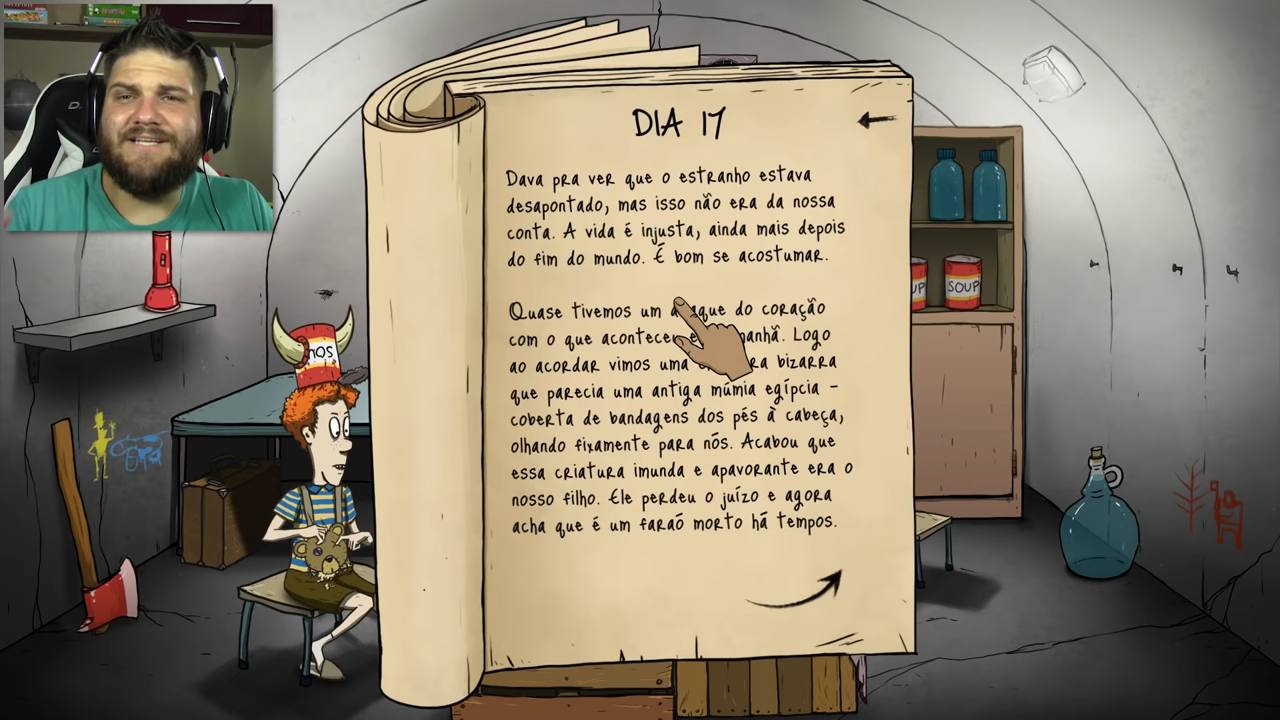 DIA 17
Dava pra ver que o estranho estava
desapontado, mas isso não era da nossa
conta. A vida é injusta, ainda mais depois
do fim do mundo. É bom se acostumar.
Quase tivemos um do coração
com o que Logo
ao acordar vimos uma bizarra
que parecia uma antiga múmia egípcia -
coberta de bandagens dos pés à cabeça,
olhando fixamente para nós. Acabou que
essa criatura imunda e apavorante era o
nosso filho. Ele perdeu o juízo e agora
acha que é um faraó morto há tempos.
UP
SOUP